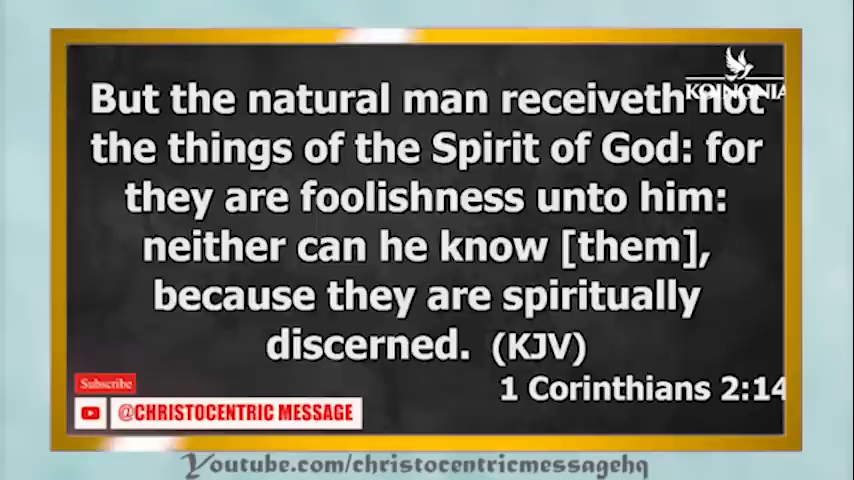 But the natural man receiveth not
KOINONIA
the things of the Spirit of God: for
they are foolishness unto him:
neither can he know [them],
because they are spiritually
discerned. (KJV)
1 Corinthians 2:14
Subscribe
@CHRISTOCENTRIC MESSAGE
Youtube.com/christocentricmessagehq